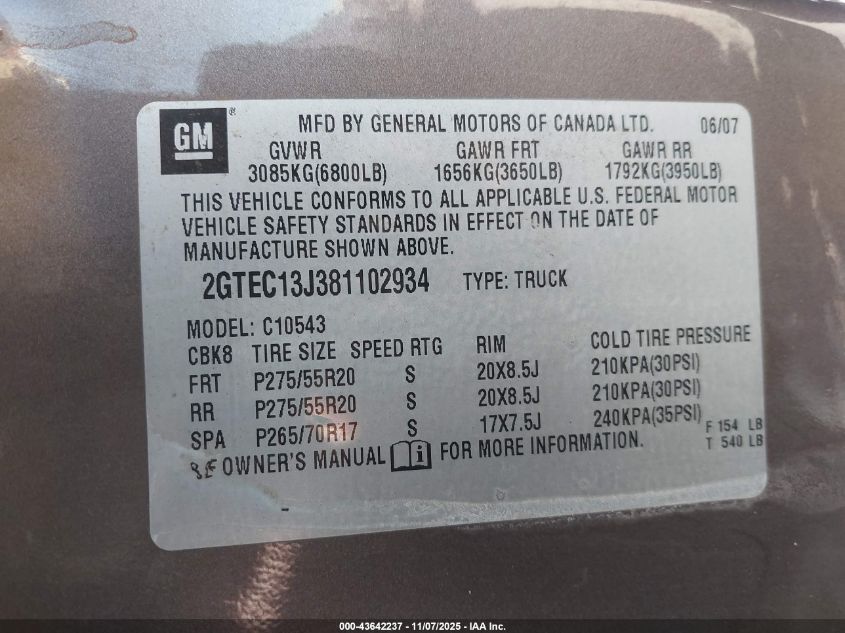 GM® MFD BY GENERAL MOTORS OF CANADA LTD. 06/07
GVWR GAWR FRT GAWR RR
3085KG(6800LB) 1656KG(3650LB) 1792KG(3950LB)
THIS VEHICLE CONFORMS TO ALL APPLICABLE U.S. FEDERAL MOTOR
VEHICLE SAFETY STANDARDS IN EFFECT ON THE DATE OF
MANUFACTURE SHOWN ABOVE.
2GTEC13J381102934 TYPE: TRUCK
MODEL: C10543
CBK8 TIRE SIZE SPEED RTG RIM COLD TIRE PRESSURE
FRT P275/55R20 S 20X8.5J 210KPA(30PSI)
RR P275/55R20 S 20X8.5J 210KPA(30PSI)
SPA P265/70R17 S 17X7.5J 240KPA(35PSI) F 154 LB
T 540 LB
OWNER'S MANUAL i FOR MORE INFORMATION.
000-43642237 - 11/07/2025 - IAA Inc.